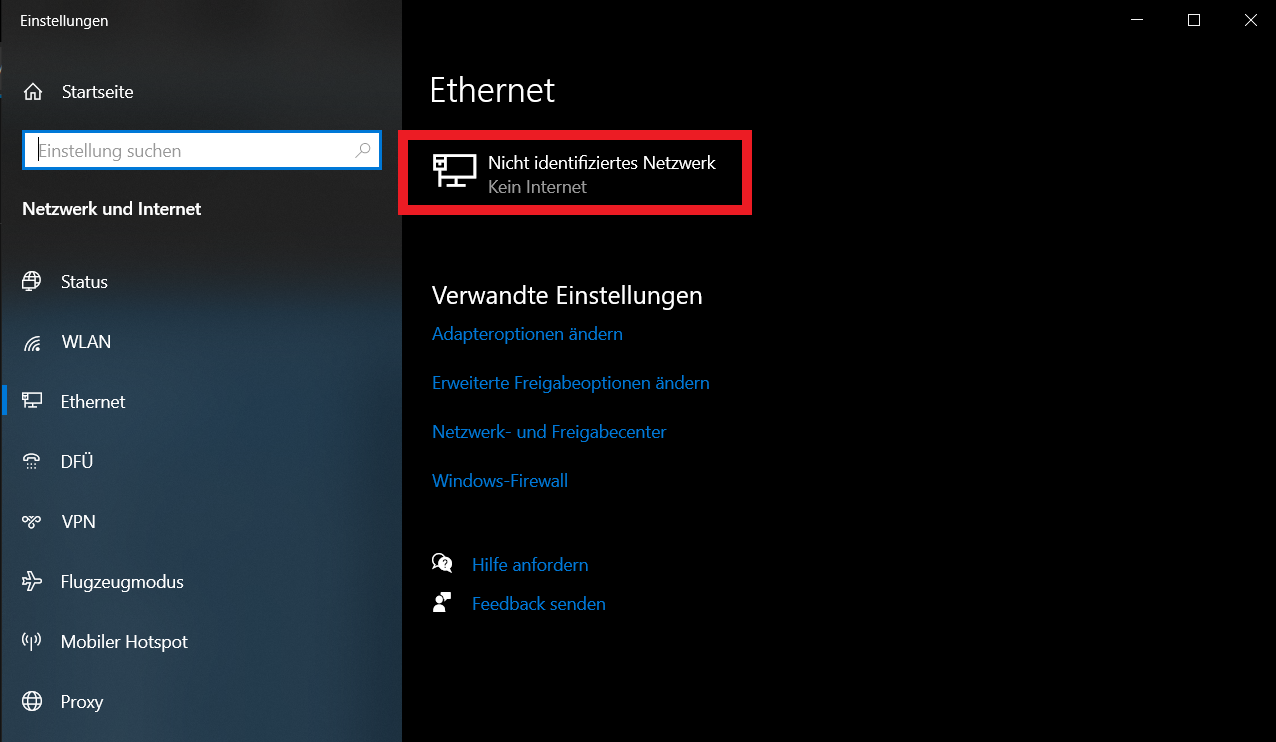 Einstellungen
Startseite
Einstellung suchen
Netzwerk und Internet
Status
WLAN
Ethernet
DFÜ
VPN
Flugzeugmodus
Mobiler Hotspot
Proxy
Ethernet
Nicht identifiziertes Netzwerk
Kein Internet
Verwandte Einstellungen
Adapteroptionen ändern
Erweiterte Freigabeoptionen ändern
Netzwerk- und Freigabecenter
Windows-Firewall
Hilfe anfordern
Feedback senden